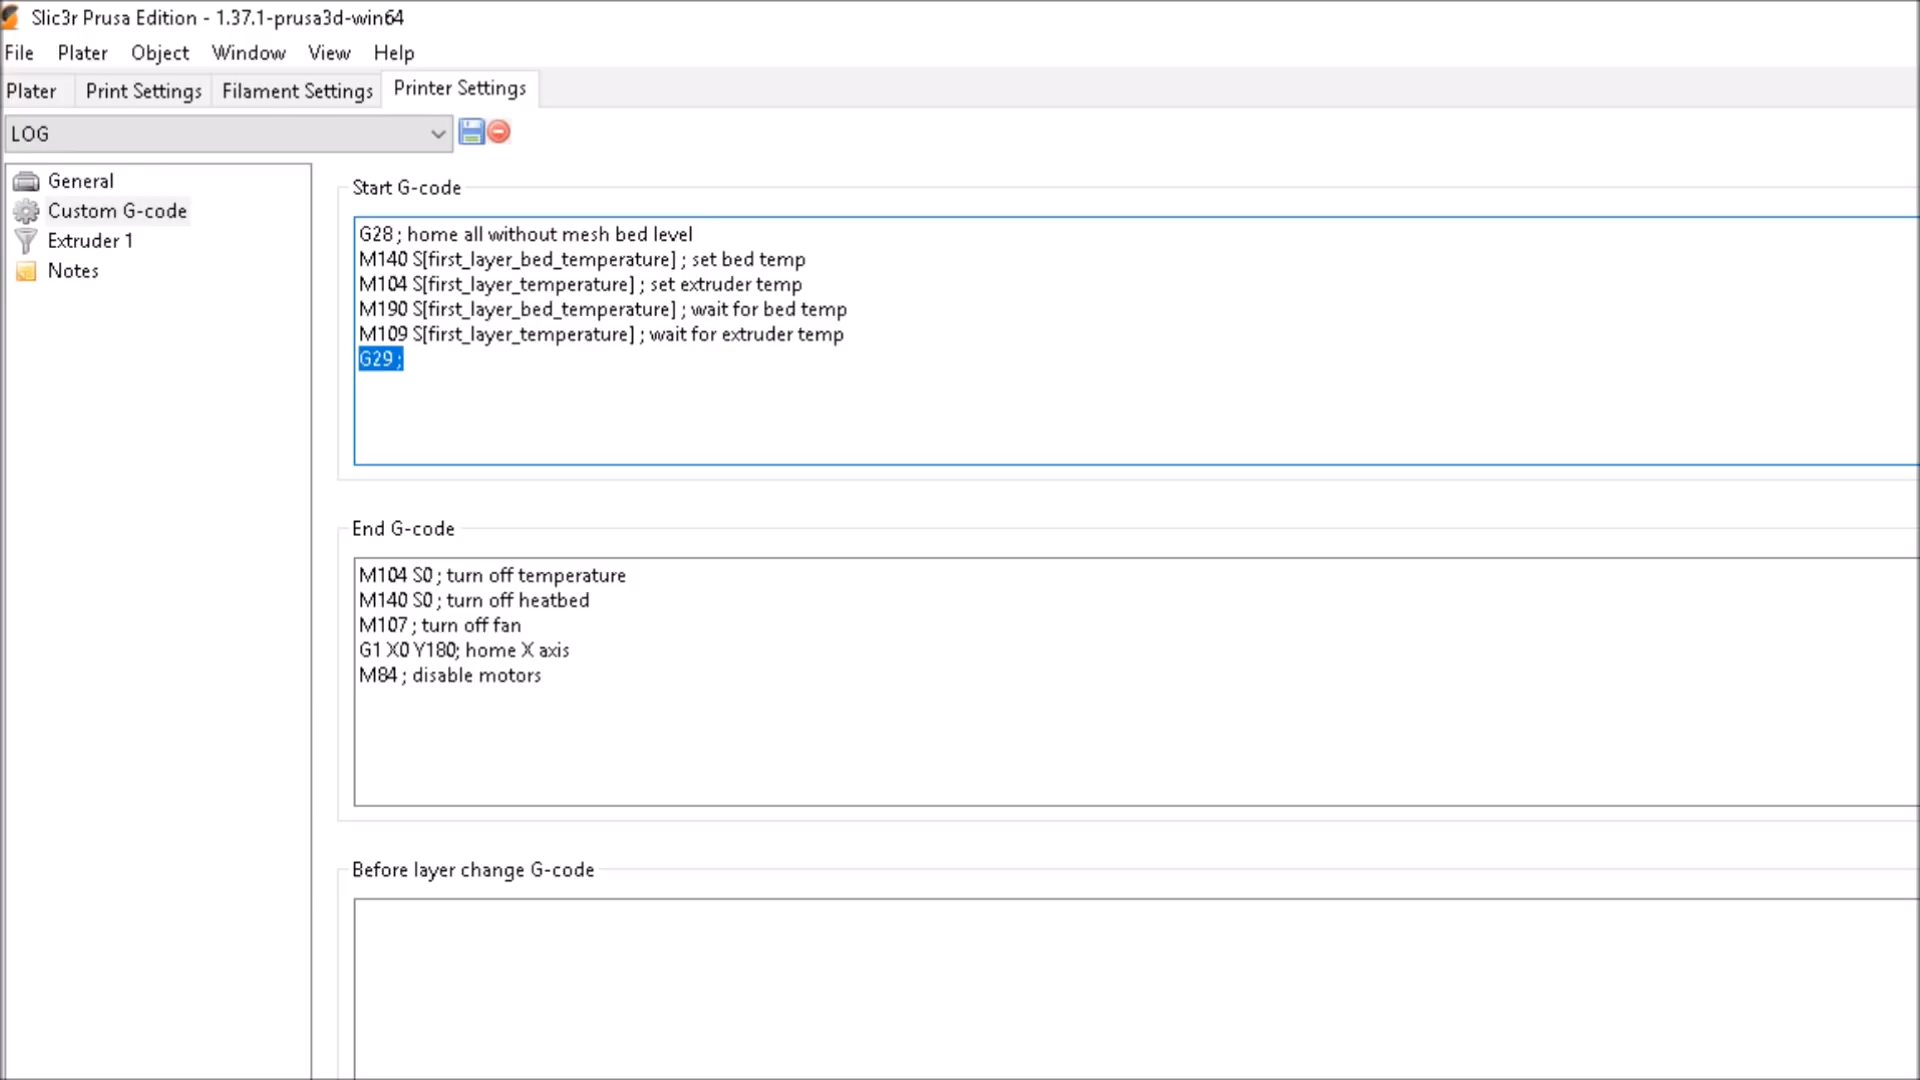 Slic3r Prusa Edition - 1.37.1-prusa3d-win64
File Plater Object Window View Help
Plater Print Settings Filament Settings Printer Settings
LOG
General
Custom G-code
Extruder 1
Notes
Start G-code
G28 ; home all without mesh bed level
M140 S[first_layer_bed_temperature] ; set bed temp
M104 S[first_layer_temperature] ; set extruder temp
M190 S[first_layer_bed_temperature] ; wait for bed temp
M109 S[first_layer_temperature] ; wait for extruder temp
G29 ;
End G-code
M104 S0 ; turn off temperature
M140 S0 ; turn off heatbed
M107 ; turn off fan
G1 X0 Y180; home X axis
M84 ; disable motors
Before layer change G-code